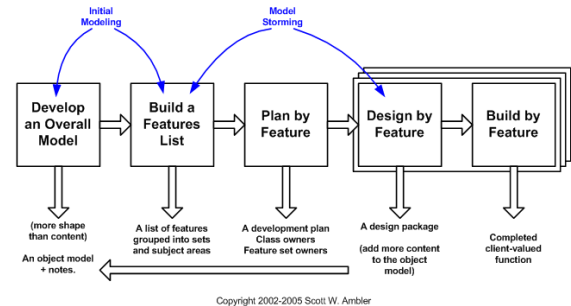 Initial
Modeling
Model
Storming
Develop
an Overall
Model
Build a
Features
List
Plan by
Feature
Design by
Feature
Build by
Feature
(more shape
than content)
An object model
+ notes.
A list of features
grouped into sets
and subject areas
A development plan
Class owners
Feature set owners
A design package
(add more content
to the object
model)
Completed
client-valued
function
Copyright 2002-2005 Scott W. Ambler